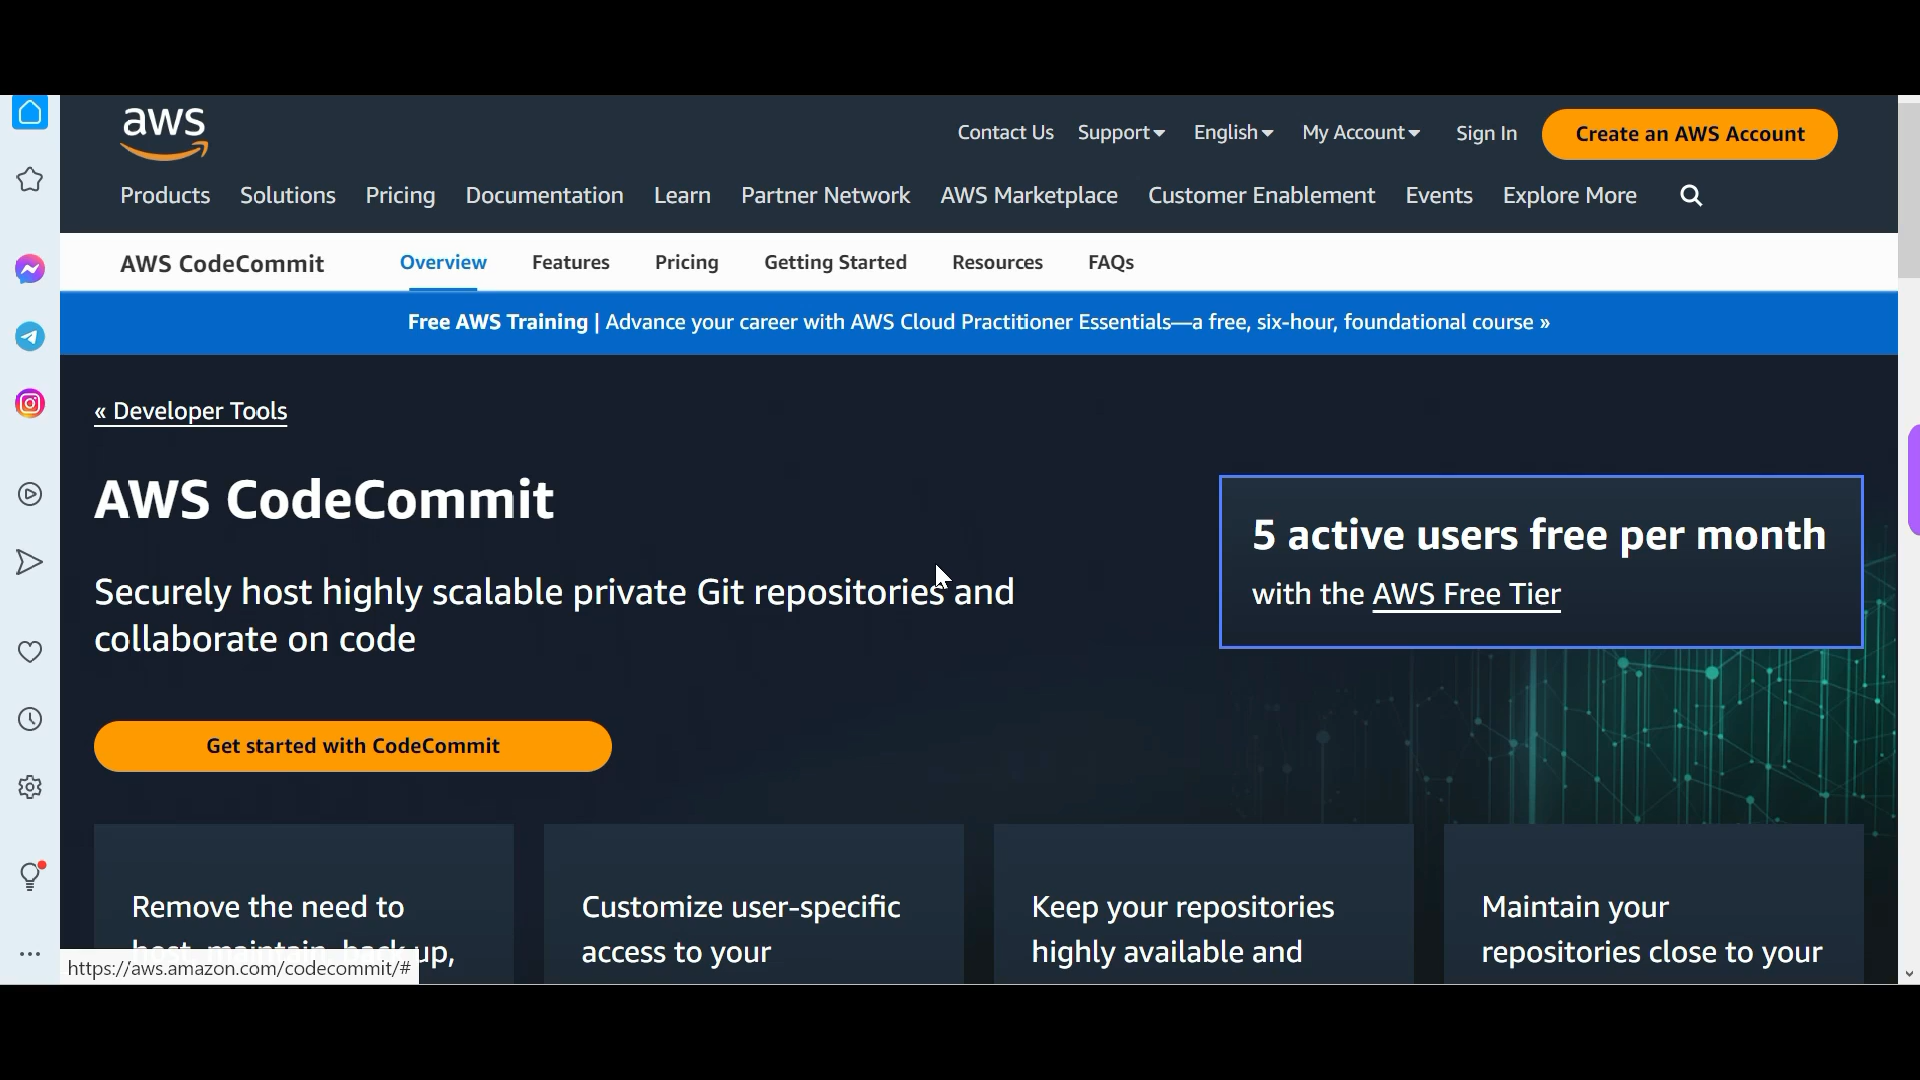 aws
Contact Us Support English My Account Sign In Create an AWS Account
Products Solutions Pricing Documentation Learn Partner Network AWS Marketplace Customer Enablement Events Explore More
AWS CodeCommit Overview Features Pricing Getting Started Resources FAQs
Free AWS Training | Advance your career with AWS Cloud Practitioner Essentials—a free, six-hour, foundational course »
« Developer Tools
AWS CodeCommit
Securely host highly scalable private Git repositories and
collaborate on code
Get started with CodeCommit
5 active users free per month
with the AWS Free Tier
Remove the need to
host, maintain, back up,
Customize user-specific
access to your
Keep your repositories
highly available and
Maintain your
repositories close to your
https://aws.amazon.com/codecommit/#